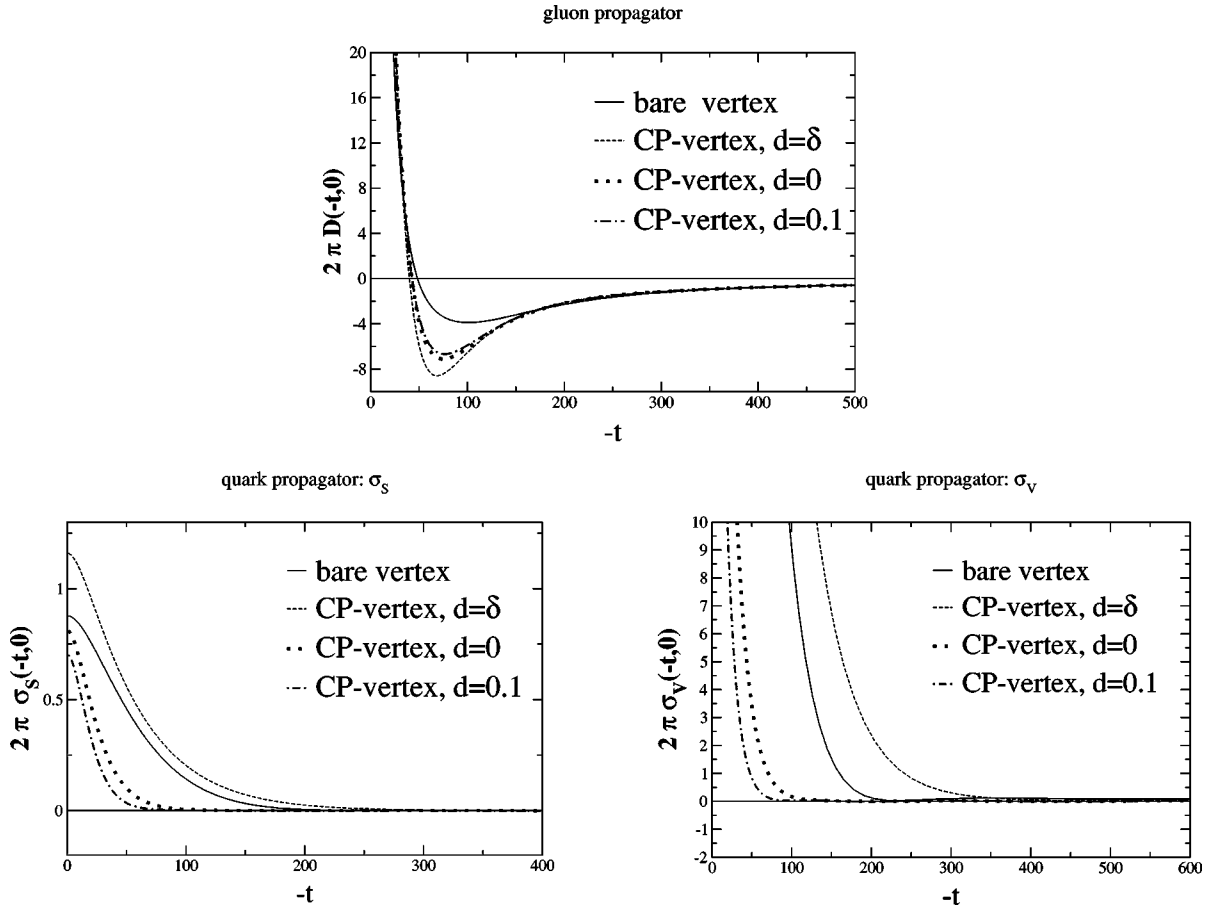 gluon propagator
20
16
12
8
4
0
-4
-8
2 π D(-t,0)
bare vertex
CP-vertex, d=δ
CP-vertex, d=0
CP-vertex, d=0.1
0
100
200
300
400
500
-t
quark propagator: σS
1
0.5
0
2 π σS(-t,0)
bare vertex
CP-vertex, d=δ
CP-vertex, d=0
CP-vertex, d=0.1
0
100
200
300
400
-t
quark propagator: σV
10
9
8
7
6
5
4
3
2
1
0
-1
-2
2 π σV(-t,0)
bare vertex
CP-vertex, d=δ
CP-vertex, d=0
CP-vertex, d=0.1
0
100
200
300
400
500
600
-t